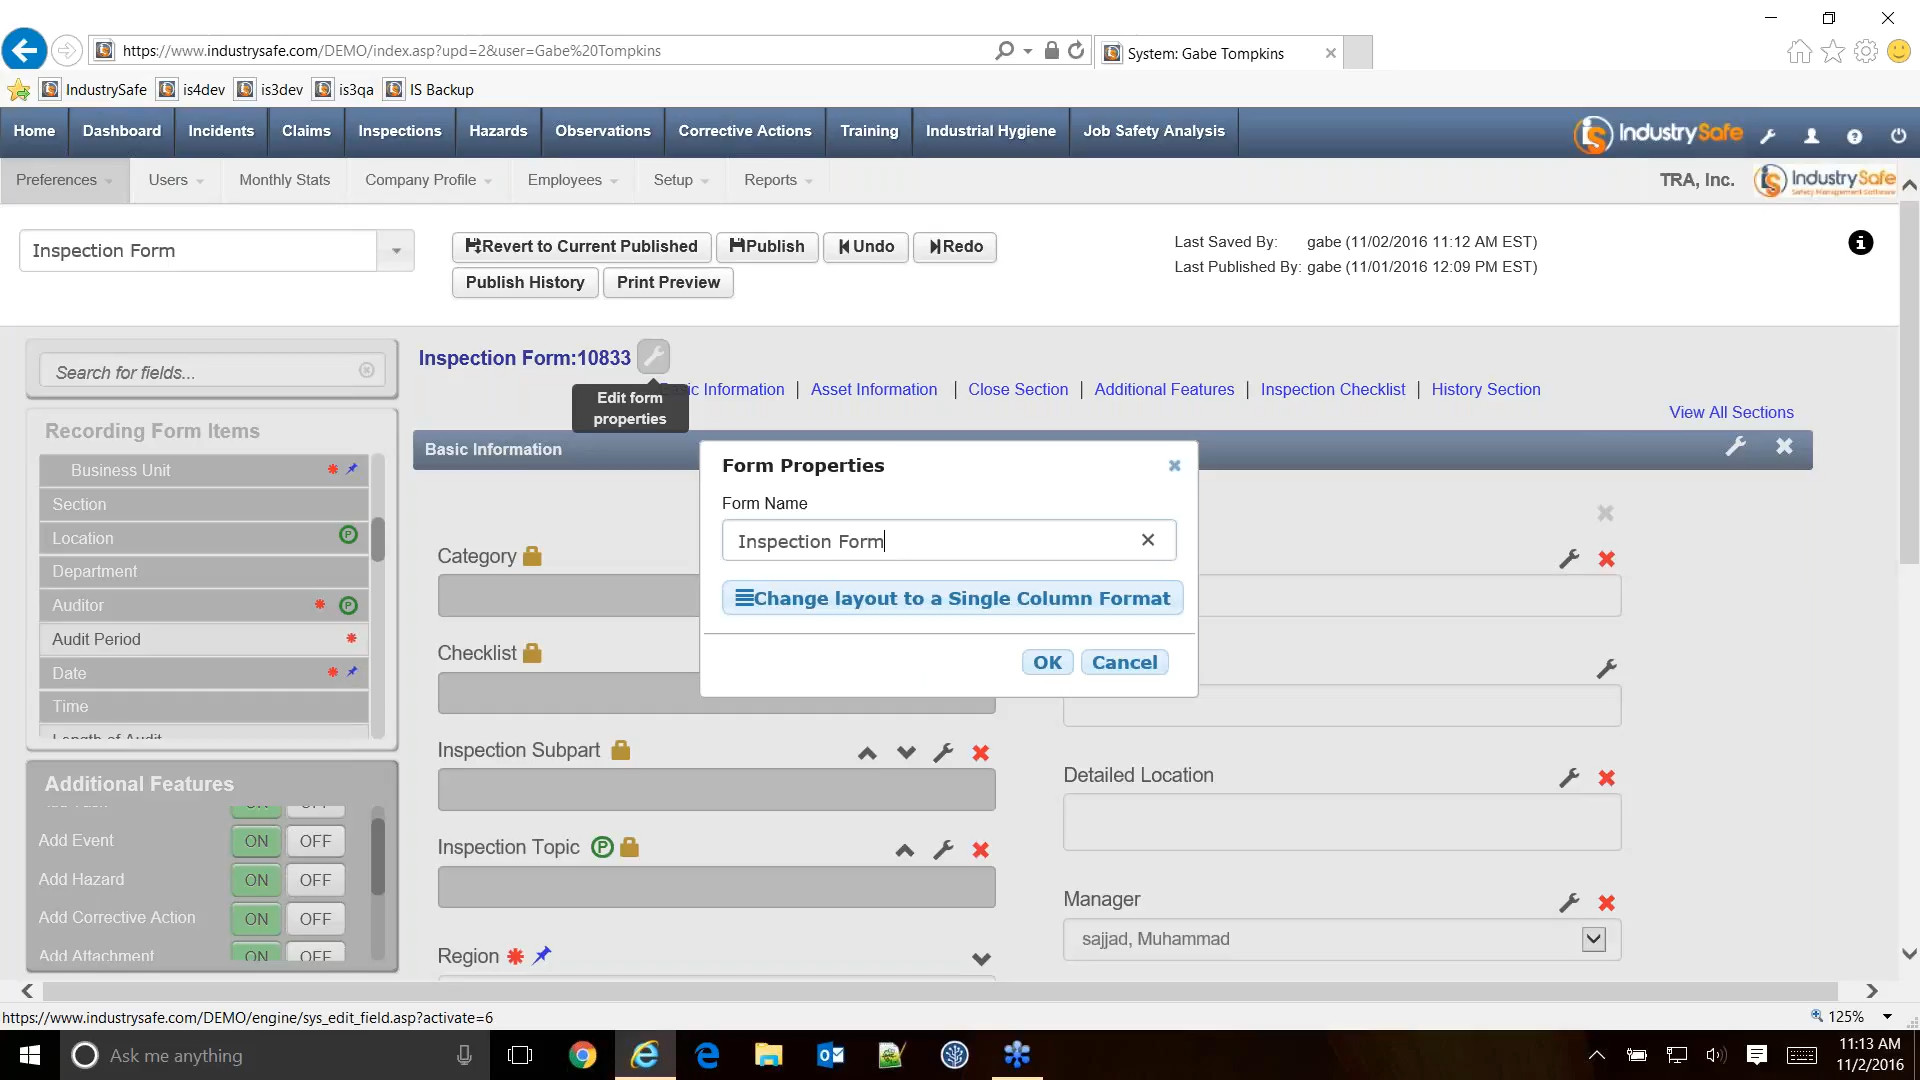 https://www.industrysafe.com/DEMO/index.asp?upd=2&user=Gabe%20Tompkins
System: Gabe Tompkins
IndustrySafe is4dev is3dev is3qa IS Backup
Home Dashboard Incidents Claims Inspections Hazards Observations Corrective Actions Training Industrial Hygiene Job Safety Analysis IndustrySafe
Preferences Users Monthly Stats Company Profile Employees Setup Reports TRA, Inc. IndustrySafe
Safety Management Software
Inspection Form
Revert to Current Published Publish Undo Redo
Publish History Print Preview
Last Saved By: gabe (11/02/2016 11:12 AM EST)
Last Published By: gabe (11/01/2016 12:09 PM EST)
Search for fields...
Inspection Form:10833
Edit form
properties
Information | Asset Information | Close Section | Additional Features | Inspection Checklist | History Section
View All Sections
Recording Form Items
Business Unit
Section
Location
Department
Auditor
Audit Period
Date
Time
Length of Audit
Additional Features
Add Event ON OFF
Add Hazard ON OFF
Add Corrective Action ON OFF
Add Attachment ON OFF
Basic Information
Category
Checklist
Inspection Subpart
Inspection Topic
Region
Form Properties
Form Name
Inspection Form
Change layout to a Single Column Format
OK Cancel
Detailed Location
Manager
sajjad, Muhammad
https://www.industrysafe.com/DEMO/engine/sys_edit_field.asp?activate=6
125%
Ask me anything
11:13 AM
11/2/2016